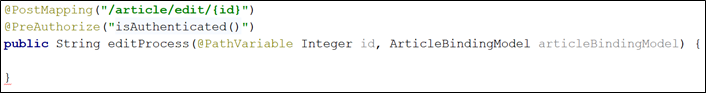 @PostMapping("/article/edit/{id}")
@PreAuthorize("isAuthenticated()")
public String editProcess(@PathVariable Integer id, ArticleBindingModel articleBindingModel) {
}